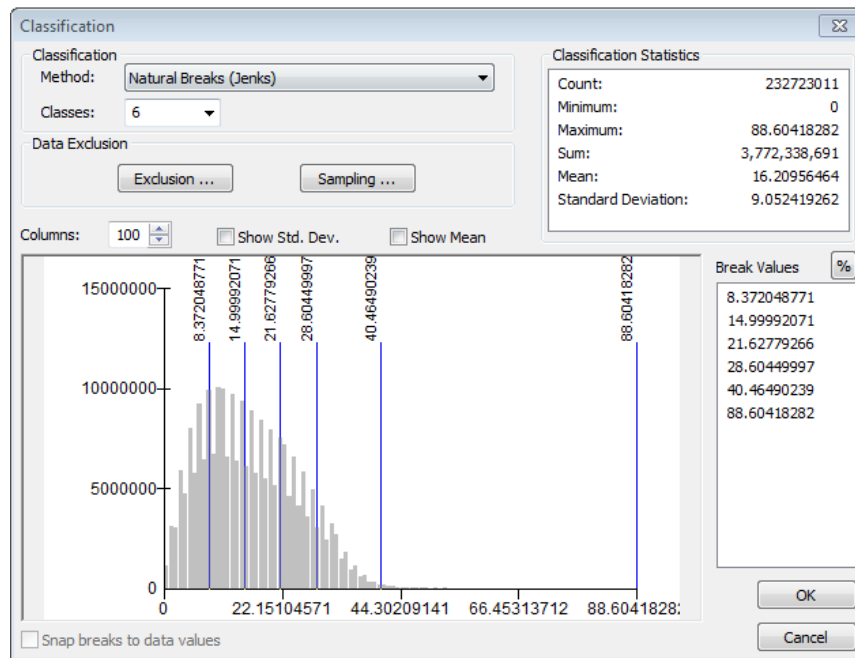 Classification
Classification
Method: Natural Breaks (Jenks)
Classes: 6
Data Exclusion
Exclusion ... Sampling ...
Classification Statistics
Count: 232723011
Minimum: 0
Maximum: 88.60418282
Sum: 3,772,338,691
Mean: 16.20956464
Standard Deviation: 9.052419262
Columns: 100 Show Std. Dev. Show Mean
8.372048771
14.99992071
21.62779266
28.60449997
40.46490239
88.60418282
15000000
10000000
5000000
0
0 22.15104571 44.30209141 66.45313712 88.60418282
Break Values %
8.372048771
14.99992071
21.62779266
28.60449997
40.46490239
88.60418282
OK
Snap breaks to data values Cancel